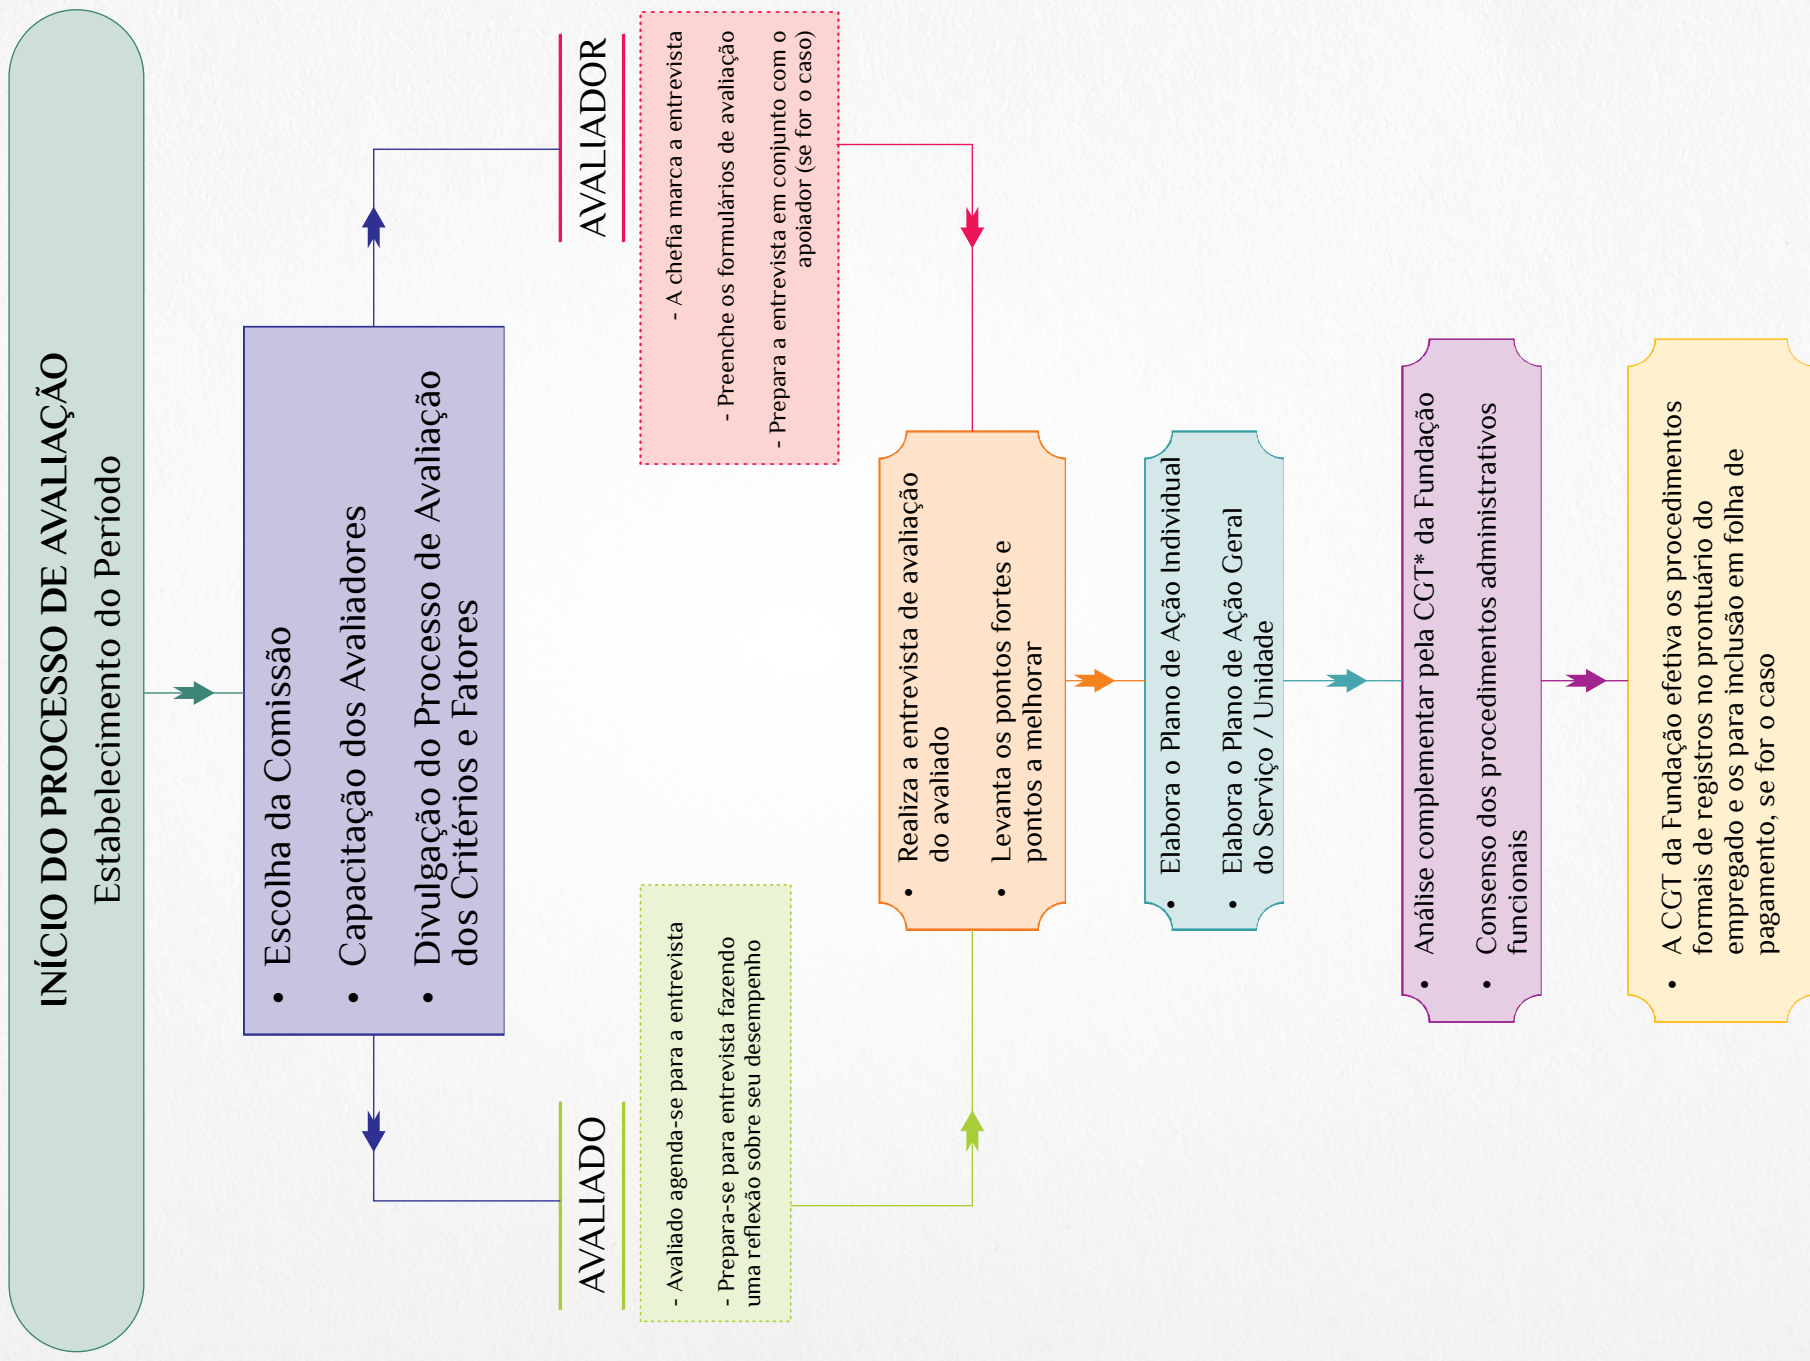 INÍCIO DO PROCESSO DE AVALIAÇÃO
Estabelecimento do Período
• Escolha da Comissão
• Capacitação dos Avaliadores
• Divulgação do Processo de Avaliação
dos Critérios e Fatores
AVALIADO
- Avaliado agenda-se para a entrevista
- Prepara-se para entrevista fazendo
uma reflexão sobre seu desempenho
AVALIADOR
- A chefia marca a entrevista
- Preenche os formulários de avaliação
- Prepara a entrevista em conjunto com o
apoiador (se for o caso)
• Realiza a entrevista de avaliação
do avaliado
• Levanta os pontos fortes e
pontos a melhorar
• Elabora o Plano de Ação Individual
• Elabora o Plano de Ação Geral
do Serviço / Unidade
• Análise complementar pela CGT* da Fundação
• Consenso dos procedimentos administrativos
funcionais
• A CGT da Fundação efetiva os procedimentos
formais de registros no prontuário do
empregado e os para inclusão em folha de
pagamento, se for o caso